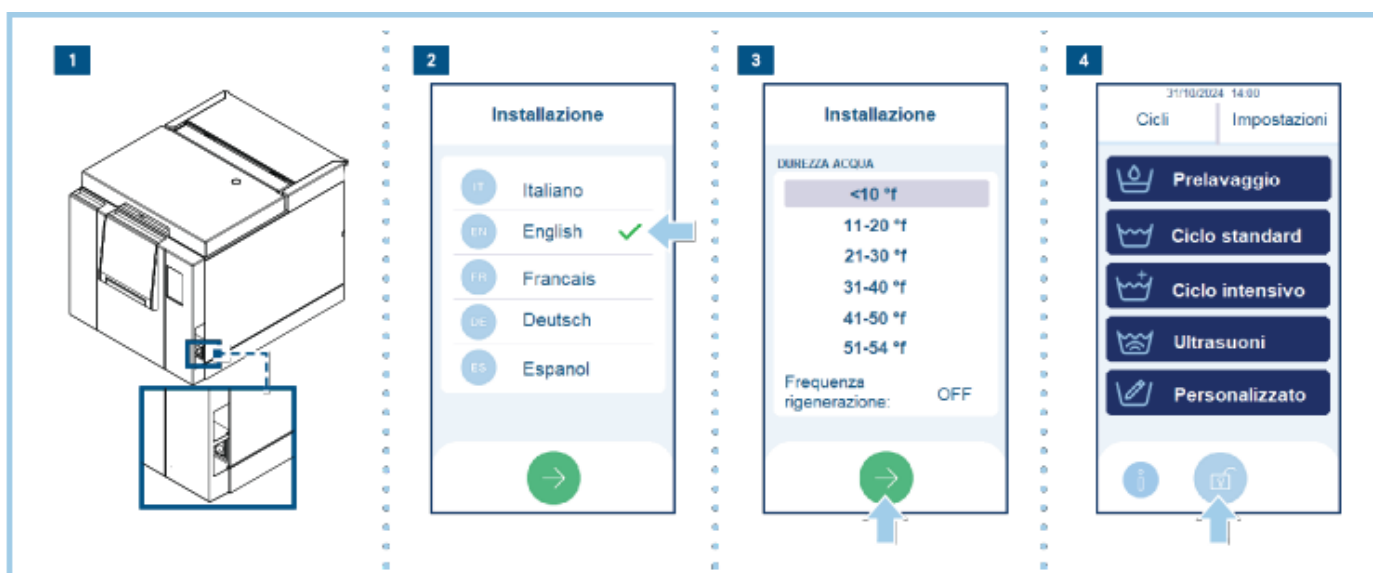 1
2
Installazione
IT Italiano
EN English
FR Francais
DE Deutsch
ES Espanol
3
Installazione
DUREZZA ACQUA
<10 °f
11-20 °f
21-30 °f
31-40 °f
41-50 °f
51-54 °f
Frequenza
rigenerazione: OFF
4
31/10/2024 14:00
Cicli Impostazioni
Prelavaggio
Ciclo standard
Ciclo intensivo
Ultrasuoni
Personalizzato